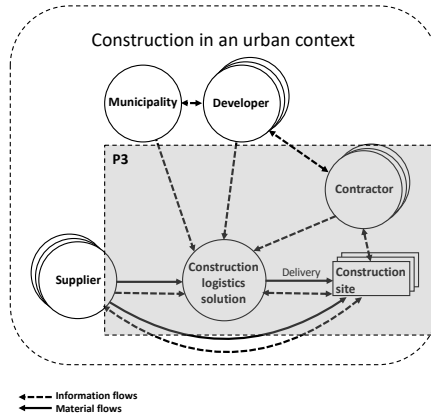 Construction in an urban context
Municipality
Developer
P3
Contractor
Supplier
Construction
logistics
solution
Delivery
Construction
site
Information flows
Material flows